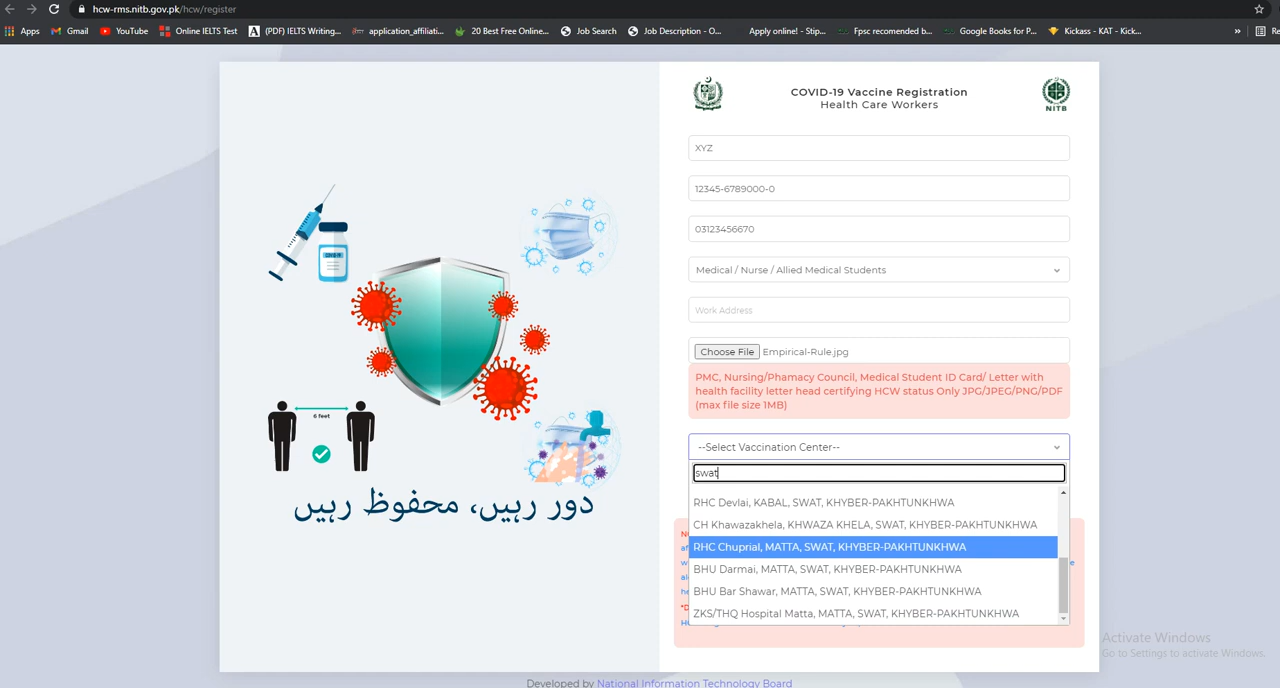 hcw-rms.nitb.gov.pk/hcw/register
Apps
Gmail
YouTube
Online IELTS Test
(PDF) IELTS Writing...
application_affiliati...
20 Best Free Online...
Job Search
Job Description - O...
Apply online! - Stip...
Fpsc recomended b...
Google Books for P...
Kickass - KAT - Kick...
»
COVID-19 Vaccine Registration
Health Care Workers
NITB
XYZ
12345-6789000-0
03123456670
Medical / Nurse / Allied Medical Students
Work Address
Choose File Empirical-Rule.jpg
PMC, Nursing/Phamacy Council, Medical Student ID Card/ Letter with
health facility letter head certifying HCW status Only JPG/JPEG/PNG/PDF
(max file size 1MB)
--Select Vaccination Center--
swat
RHC Devlai, KABAL, SWAT, KHYBER-PAKHTUNKHWA
CH Khawazakhela, KHWAZA KHELA, SWAT, KHYBER-PAKHTUNKHWA
RHC Chuprial, MATTA, SWAT, KHYBER-PAKHTUNKHWA
BHU Darmai, MATTA, SWAT, KHYBER-PAKHTUNKHWA
BHU Bar Shawar, MATTA, SWAT, KHYBER-PAKHTUNKHWA
ZKS/THQ Hospital Matta, MATTA, SWAT, KHYBER-PAKHTUNKHWA
COVID-19
6 feet
دور رہیں، محفوظ رہیں
Activate Windows
Go to Settings to activate Windows.
Developed by National Information Technology Board